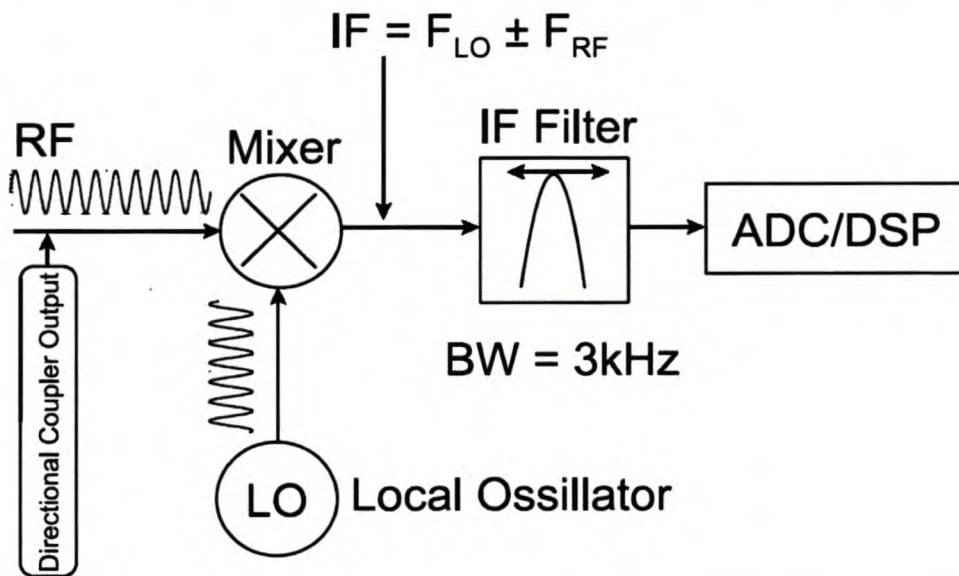 IF = F_LO ± F_RF
RF
Mixer
IF Filter
ADC/DSP
BW = 3kHz
Directional Coupler Output
LO
Local Ossillator